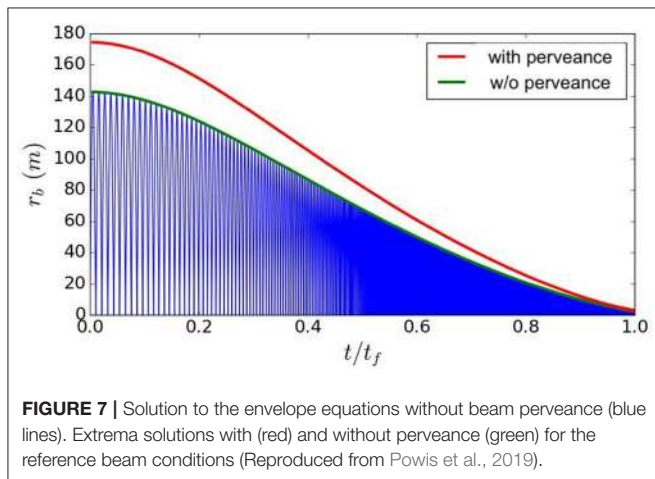 180
160
140
120
100
80
60
40
20
0
r_b (m)
with perveance
w/o perveance
0.0 0.2 0.4 0.6 0.8 1.0
t/t_f
FIGURE 7 | Solution to the envelope equations without beam perveance (blue
lines). Extrema solutions with (red) and without perveance (green) for the
reference beam conditions (Reproduced from Powis et al., 2019).